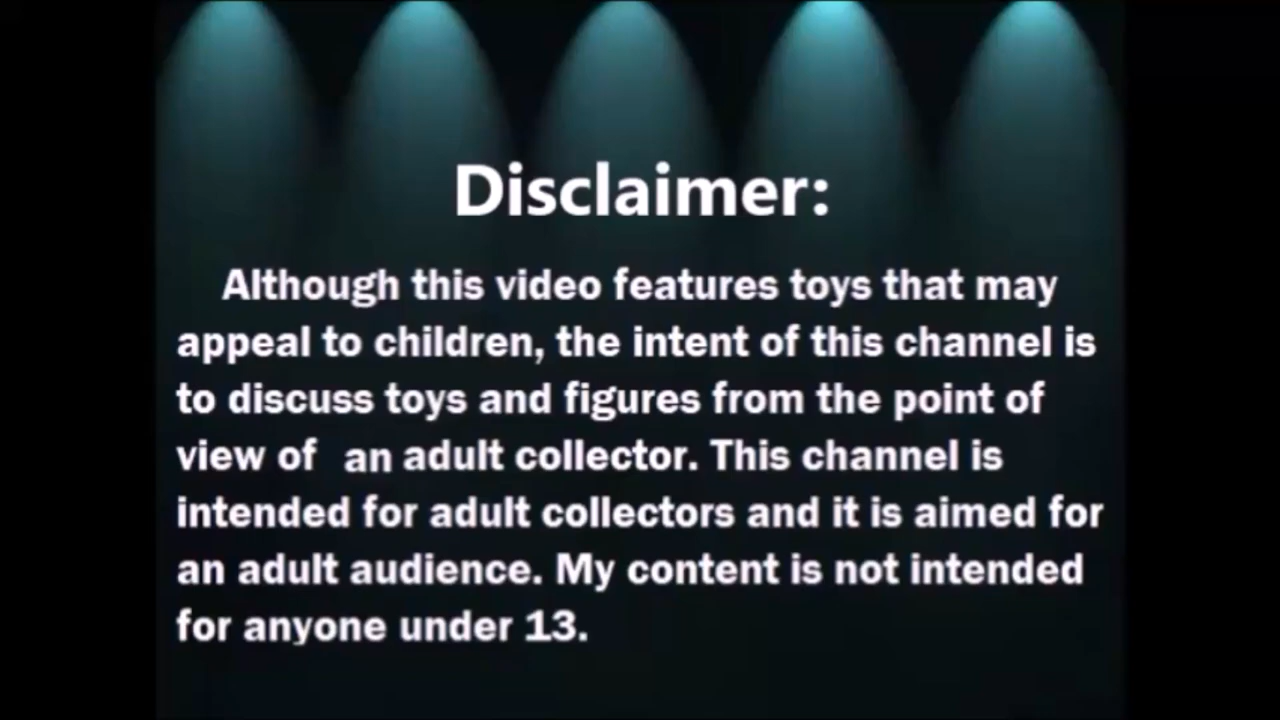 Disclaimer:
Although this video features toys that may
appeal to children, the intent of this channel is
to discuss toys and figures from the point of
view of an adult collector. This channel is
intended for adult collectors and it is aimed for
an adult audience. My content is not intended
for anyone under 13.